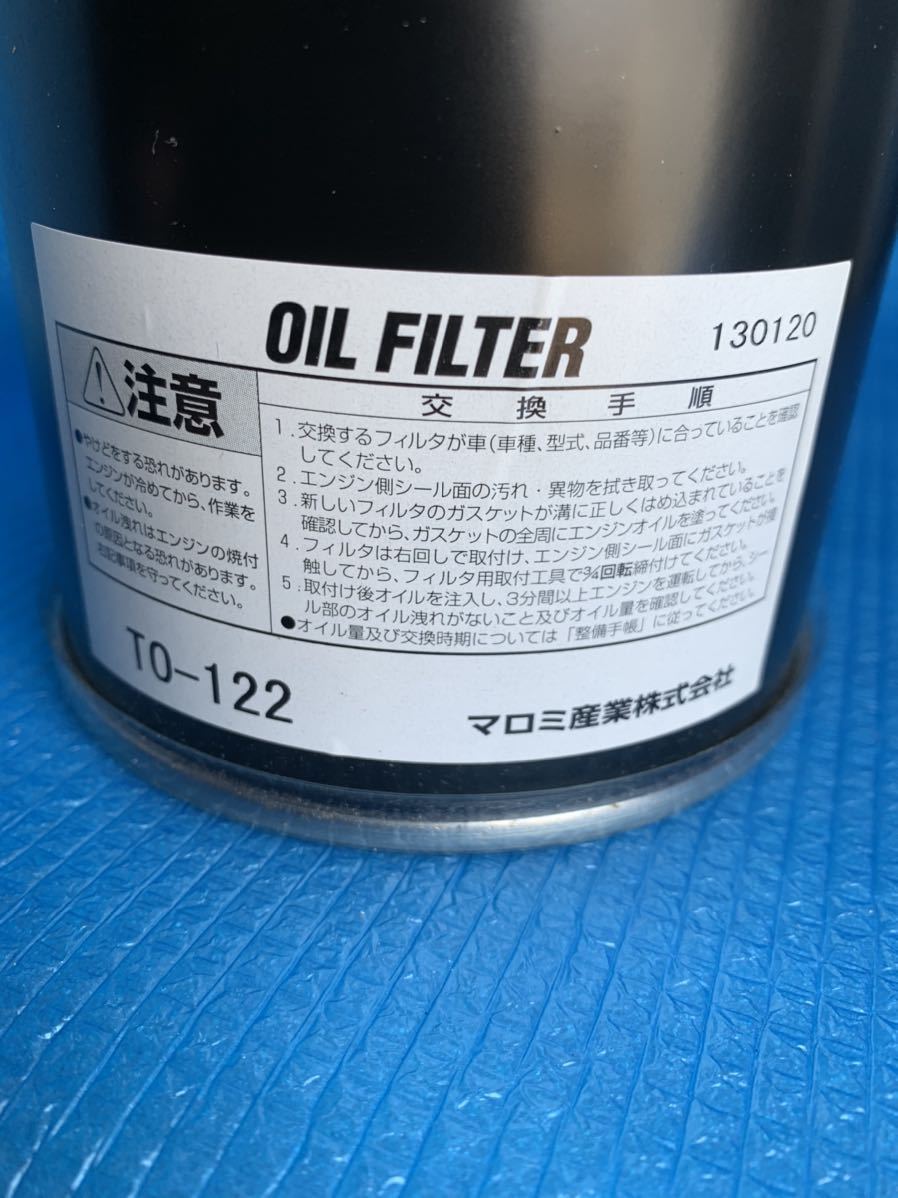 OIL FILTER
130120
注意
●やけどをする恐れがあります。
エンジンが冷めてから、作業を
してください。
●オイル洩れはエンジンの焼付
の原因となる恐れがあります。
右記事項を守ってください。
交換手順
1.交換するフィルタが車(車種、型式、品番等)に合っていることを確認
してください。
2.エンジン側シール面の汚れ・異物を拭き取ってください。
3.新しいフィルタのガスケットが溝に正しくはめ込まれていることを
確認してから、ガスケットの全周にエンジンオイルを塗ってください。
4.フィルタは右回しで取付け、エンジン側シール面にガスケットが接
触してから、フィルタ用取付工具で3/4回転締付けてください。
5.取付け後オイルを注入し、3分間以上エンジンを運転してから、シー
ル部のオイル洩れがないこと及びオイル量を確認してください。
●オイル量及び交換時期については「整備手帳」に従ってください。
TO-122
マロミ産業株式会社